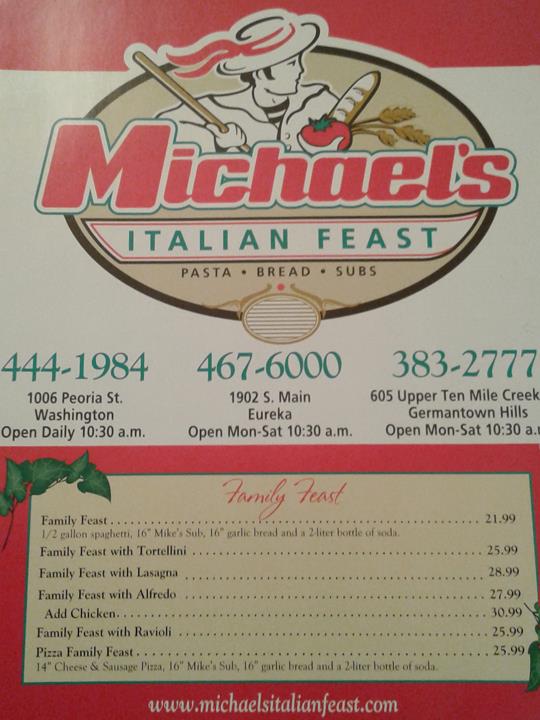 Michael's
ITALIAN FEAST
PASTA • BREAD • SUBS
444-1984 467-6000 383-2777
1006 Peoria St. 1902 S. Main 605 Upper Ten Mile Creek
Washington Eureka Germantown Hills
Open Daily 10:30 a.m. Open Mon-Sat 10:30 a.m. Open Mon-Sat 10:30 a.
Family Feast
Family Feast 21.99
1/2 gallon spaghetti, 16" Mike's Sub, 16" garlic bread and a 2-liter bottle of soda.
Family Feast with Tortellini 25.99
Family Feast with Lasagna 28.99
Family Feast with Alfredo 27.99
Add Chicken 30.99
Family Feast with Ravioli 25.99
Pizza Family Feast 25.99
14" Cheese & Sausage Pizza, 16" Mike's Sub, 16" garlic bread and a 2-liter bottle of soda.
www.michaelsitalianfeast.com